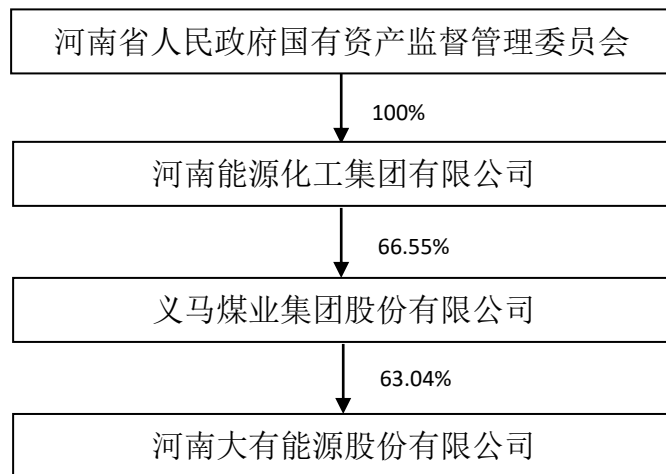 河南省人民政府国有资产监督管理委员会
100%
河南能源化工集团有限公司
66.55%
义马煤业集团股份有限公司
63.04%
河南大有能源股份有限公司